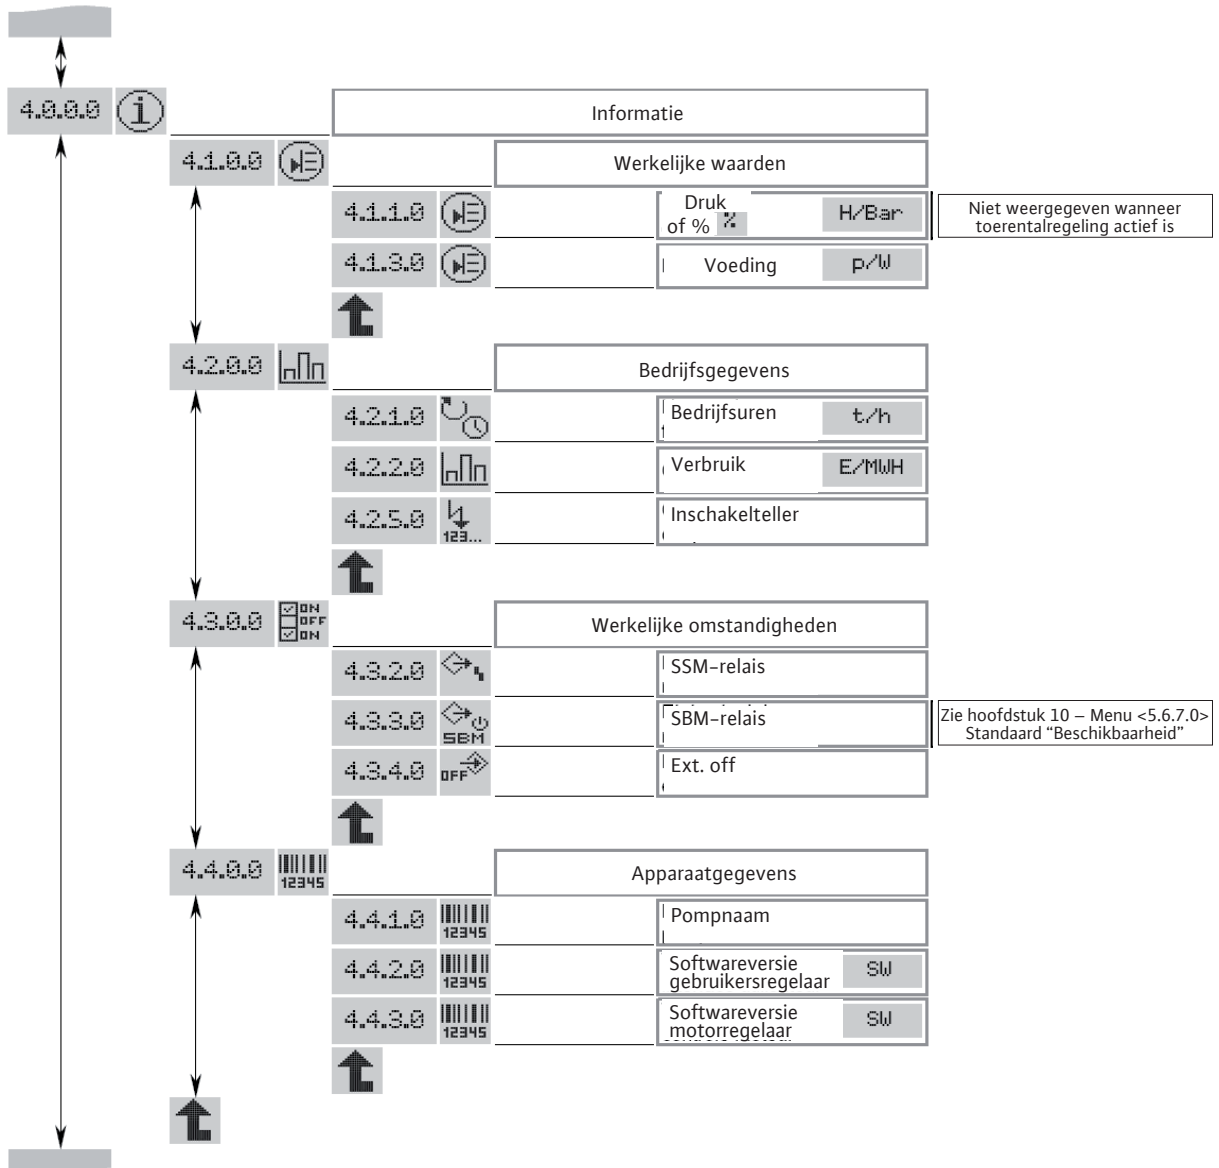 4.0.0.0
Informatie
4.1.0.0
Werkelijke waarden
4.1.1.0
Druk
of % %
H/Bar
Niet weergegeven wanneer
toerentalregeling actief is
4.1.3.0
Voeding
p/W
4.2.0.0
Bedrijfsgegevens
4.2.1.0
Bedrijfsuren
t/h
4.2.2.0
Verbruik
E/MWH
4.2.5.0
123...
Inschakelteller
4.3.0.0
ON
OFF
ON
Werkelijke omstandigheden
4.3.2.0
SSM-relais
4.3.3.0
SBM
SBM-relais
Zie hoofdstuk 10 – Menu <5.6.7.0>
Standaard “Beschikbaarheid”
4.3.4.0
OFF
Ext. off
4.4.0.0
12345
Apparaatgegevens
4.4.1.0
12345
Pompnaam
4.4.2.0
12345
Softwareversie
gebruikersregelaar
SW
4.4.3.0
12345
Softwareversie
motorregelaar
SW